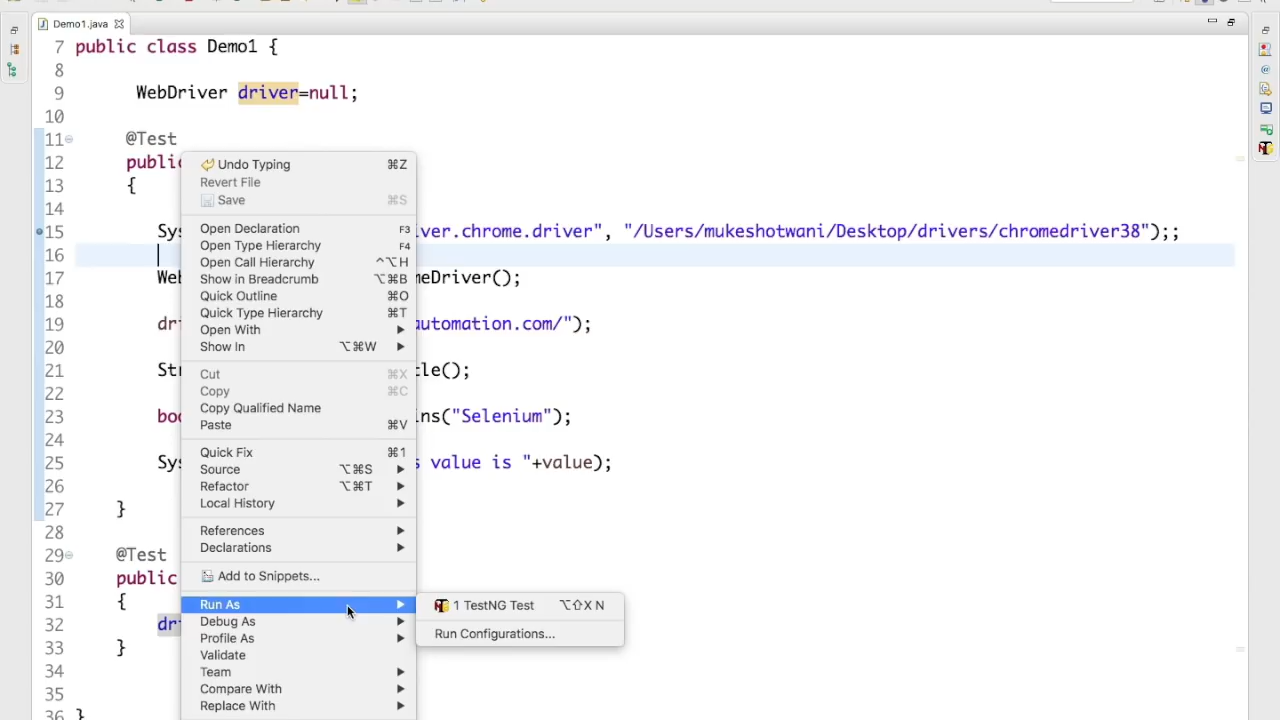 Demo1.java
7 public class Demo1 {
8
9 WebDriver driver=null;
10
11 @Test
12 public
13 {
14
15 Sys iver.chrome.driver", "/Users/mukeshotwani/Desktop/drivers/chromedriver38");;
16
17 Web meDriver();
18
19 dri automation.com/");
20
21 Str tle();
22
23 boo ins("Selenium");
24
25 Sys s value is "+value);
26
27 }
28
29 @Test
30 public
31 {
32 dri
33 }
34
35
36 }
Undo Typing ⌘Z
Revert File
Save ⌘S
Open Declaration F3
Open Type Hierarchy F4
Open Call Hierarchy ^⌥H
Show in Breadcrumb ⌥⌘B
Quick Outline ⌘O
Quick Type Hierarchy ⌘T
Open With
Show In ⌥⌘W
Cut ⌘X
Copy ⌘C
Copy Qualified Name
Paste ⌘V
Quick Fix ⌘1
Source ⌥⌘S
Refactor ⌥⌘T
Local History
References
Declarations
Add to Snippets...
Run As
Debug As
Profile As
Validate
Team
Compare With
Replace With
1 TestNG Test ⌥⇧X N
Run Configurations...